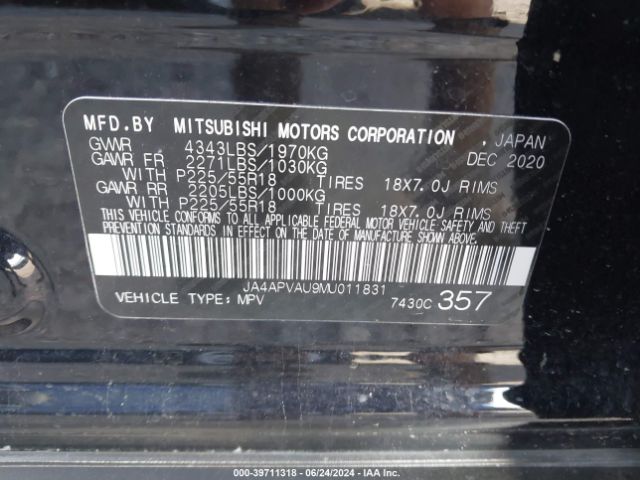 MFD.BY MITSUBISHI MOTORS CORPORATION , JAPAN
GVWR 4343LBS/1970KG DEC 2020
GAWR FR 2271LBS/1030KG
WITH P225/55R18 TIRES 18X7.0J RIMS
GAWR RR 2205LBS/1000KG
WITH P225/55R18 TIRES 18X7.0J RIMS
THIS VEHICLE CONFORMS TO ALL APPLICABLE FEDERAL MOTOR VEHICLE SAFETY AND THEFT
PREVENTION STANDARDS IN EFFECT ON THE DATE OF MANUFACTURE SHOWN ABOVE.
JA4APVAU9MU011831
VEHICLE TYPE: MPV 7430C 357
000-39711318 - 06/24/2024 - IAAI.com